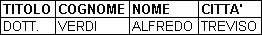 TITOLO COGNOME NOME CITTA'
DOTT. VERDI ALFREDO TREVISO